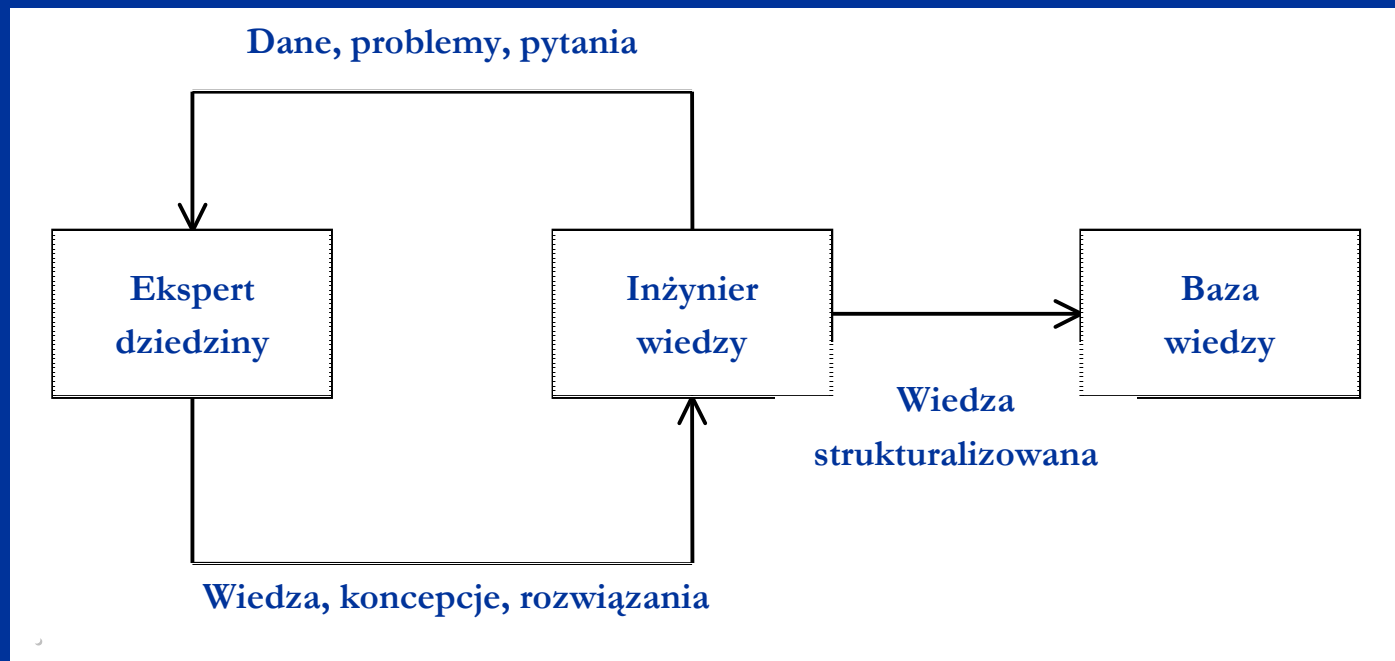 Dane, problemy, pytania
Ekspert
dziedziny
Inżynier
wiedzy
Baza
wiedzy
Wiedza
strukturalizowana
Wiedza, koncepcje, rozwiązania